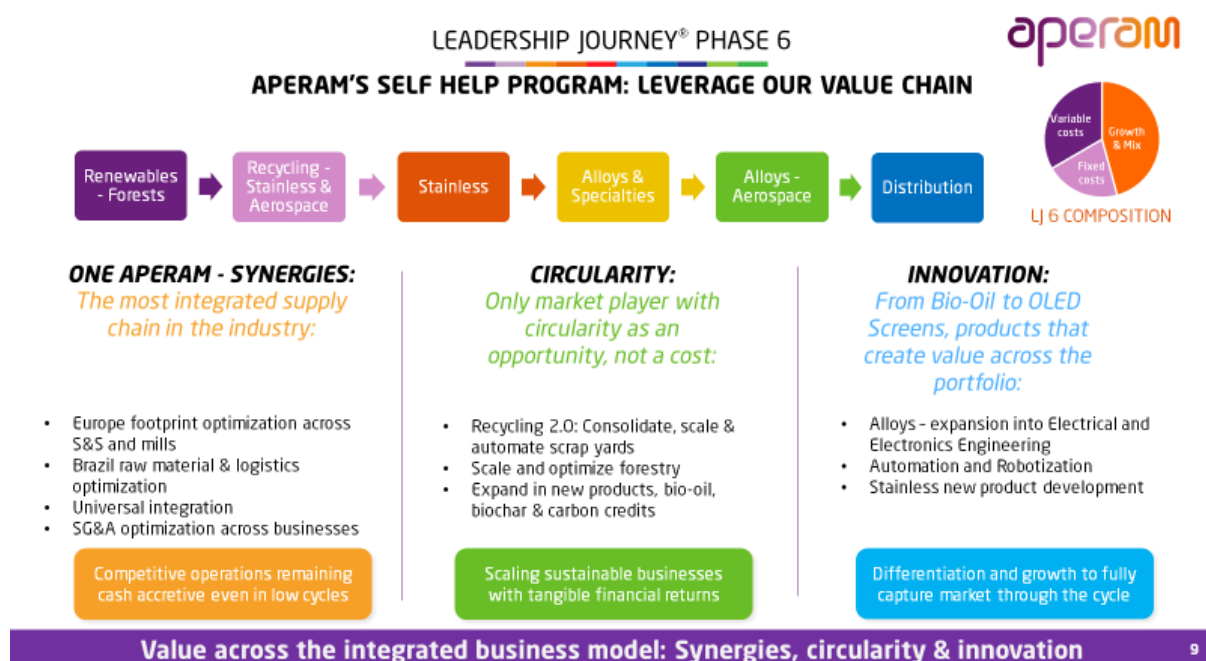 LEADERSHIP JOURNEY® PHASE 6
aperam
APERAM'S SELF HELP PROGRAM: LEVERAGE OUR VALUE CHAIN
Variable
costs
Growth
& Mix
Fixed
costs
LJ 6 COMPOSITION
Renewables
- Forests
Recycling -
Stainless &
Aerospace
Stainless
Alloys &
Specialties
Alloys -
Aerospace
Distribution
ONE APERAM - SYNERGIES:
The most integrated supply
chain in the industry:
• Europe footprint optimization across
S&S and mills
• Brazil raw material & logistics
optimization
• Universal integration
• SG&A optimization across businesses
Competitive operations remaining
cash accretive even in low cycles
CIRCULARITY:
Only market player with
circularity as an
opportunity, not a cost:
• Recycling 2.0: Consolidate, scale &
automate scrap yards
• Scale and optimize forestry
• Expand in new products, bio-oil,
biochar & carbon credits
Scaling sustainable businesses
with tangible financial returns
INNOVATION:
From Bio-Oil to OLED
Screens, products that
create value across the
portfolio:
• Alloys – expansion into Electrical and
Electronics Engineering
• Automation and Robotization
• Stainless new product development
Differentiation and growth to fully
capture market through the cycle
Value across the integrated business model: Synergies, circularity & innovation
9